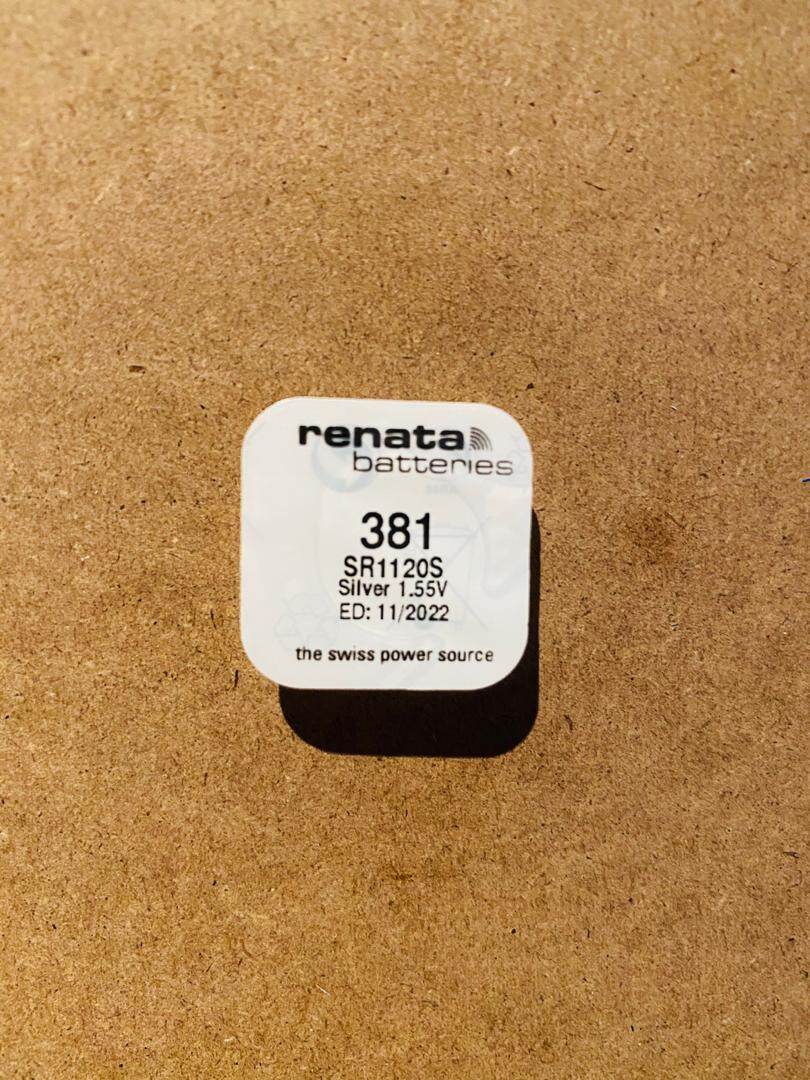 renata
batteries
381
SR1120S
Silver 1.55V
ED: 11/2022
the swiss power source